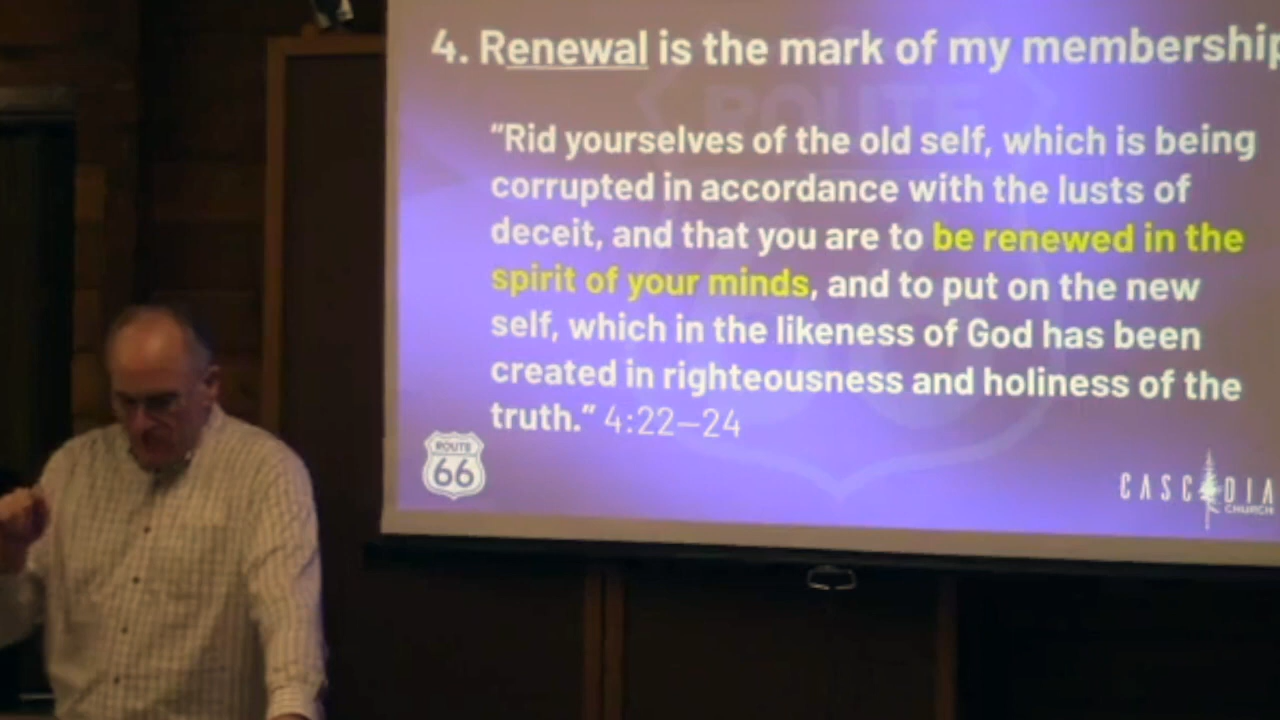 4. Renewal is the mark of my membership
"Rid yourselves of the old self, which is being
corrupted in accordance with the lusts of
deceit, and that you are to be renewed in the
spirit of your minds, and to put on the new
self, which in the likeness of God has been
created in righteousness and holiness of the
truth." 4:22–24
ROUTE
66
ROUTE
66
CASCADIA
CHURCH